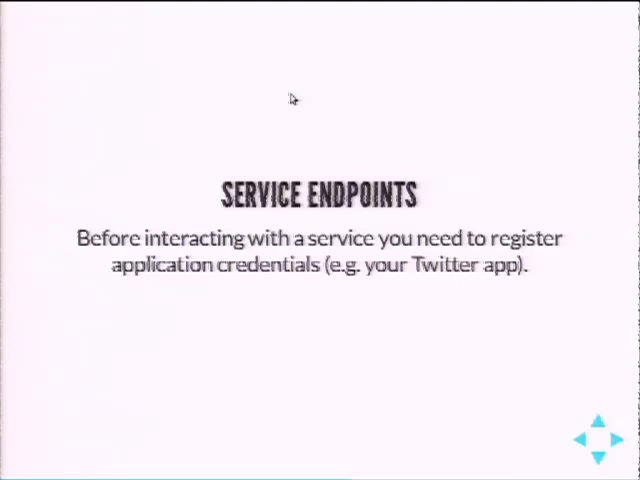 SERVICE ENDPOINTS
Before interacting with a service you need to register
application credentials (e.g. your Twitter app).